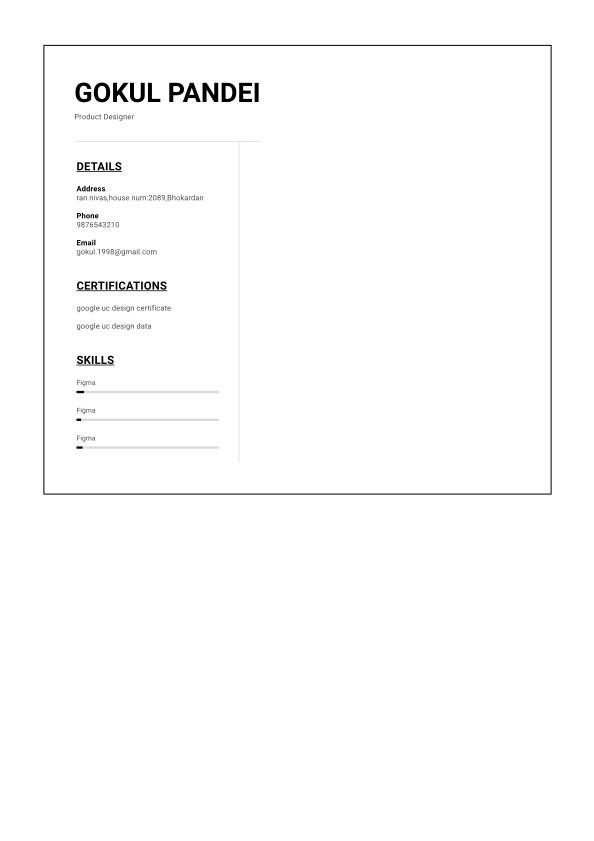 GOKUL PANDEI
Product Designer
DETAILS
Address
ran nivas,house num:2089,Bhokardan
Phone
9876543210
Email
gokul.1998@gmail.com
CERTIFICATIONS
google uc design certificate
google uc design data
SKILLS
Figma
Figma
Figma